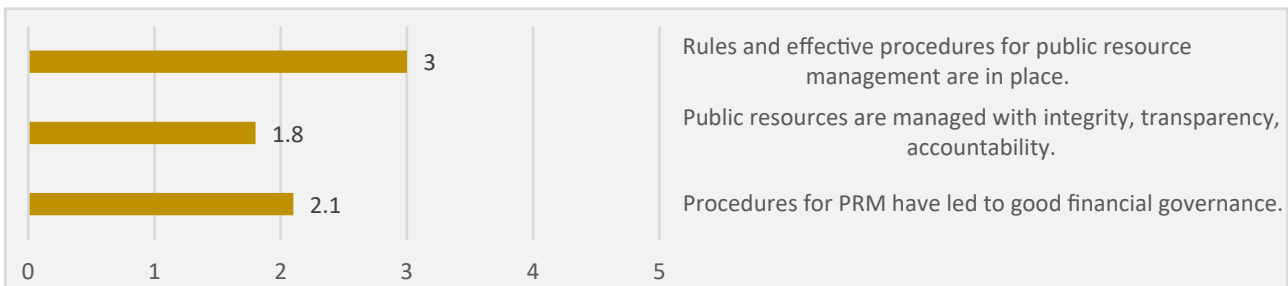 3
Rules and effective procedures for public resource
management are in place.
1.8
Public resources are managed with integrity, transparency,
accountability.
2.1
Procedures for PRM have led to good financial governance.
0 1 2 3 4 5